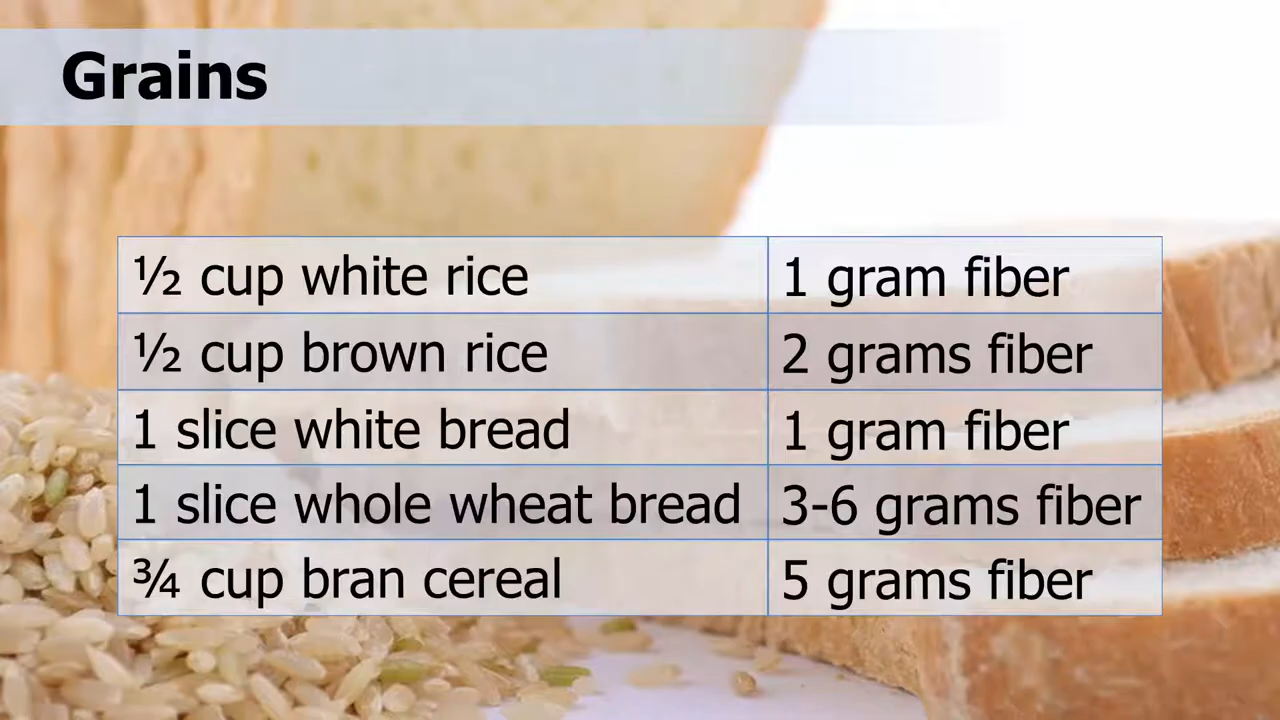 Grains
½ cup white rice 1 gram fiber
½ cup brown rice 2 grams fiber
1 slice white bread 1 gram fiber
1 slice whole wheat bread 3-6 grams fiber
¾ cup bran cereal 5 grams fiber